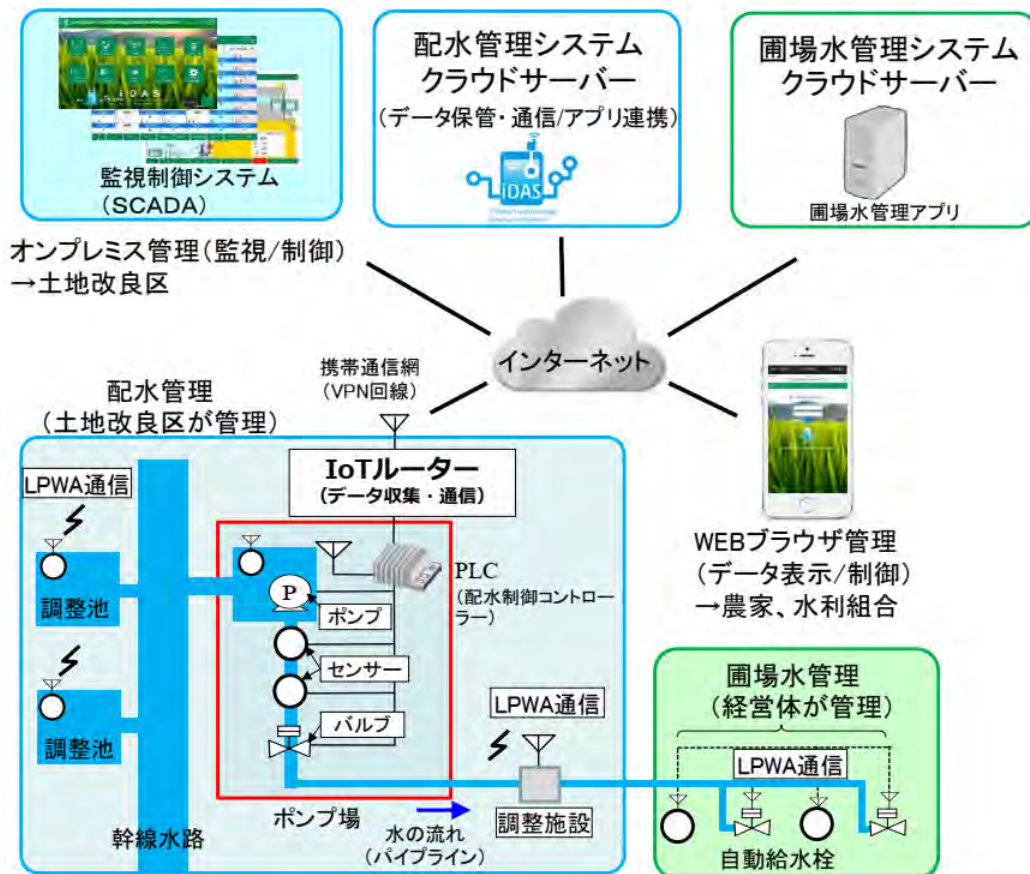 iDAS
監視制御システム
(SCADA)
配水管理システム
クラウドサーバー
(データ保管・通信/アプリ連携)
iDAS
圃場水管理システム
クラウドサーバー
圃場水管理アプリ
オンプレミス管理(監視/制御)
→土地改良区
インターネット
携帯通信網
(VPN回線)
配水管理
(土地改良区が管理)
LPWA通信
IoTルーター
(データ収集・通信)
調整池
P
ポンプ
PLC
(配水制御コントロー
ラー)
センサー
調整池
バルブ
幹線水路
ポンプ場
水の流れ
(パイプライン)
LPWA通信
調整施設
WEBブラウザ管理
(データ表示/制御)
→農家、水利組合
圃場水管理
(経営体が管理)
LPWA通信
自動給水栓